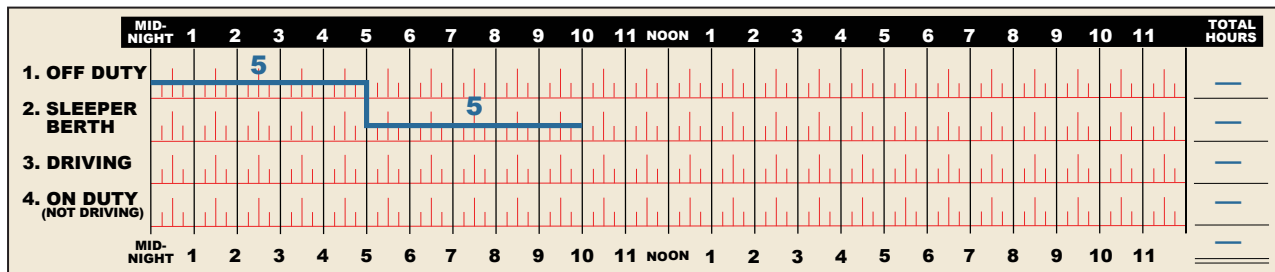 MID-NIGHT 1 2 3 4 5 6 7 8 9 10 11 NOON 1 2 3 4 5 6 7 8 9 10 11 TOTAL HOURS
1. OFF DUTY 5 —
2. SLEEPER BERTH 5 —
3. DRIVING —
4. ON DUTY (NOT DRIVING) —
MID-NIGHT 1 2 3 4 5 6 7 8 9 10 11 NOON 1 2 3 4 5 6 7 8 9 10 11 —